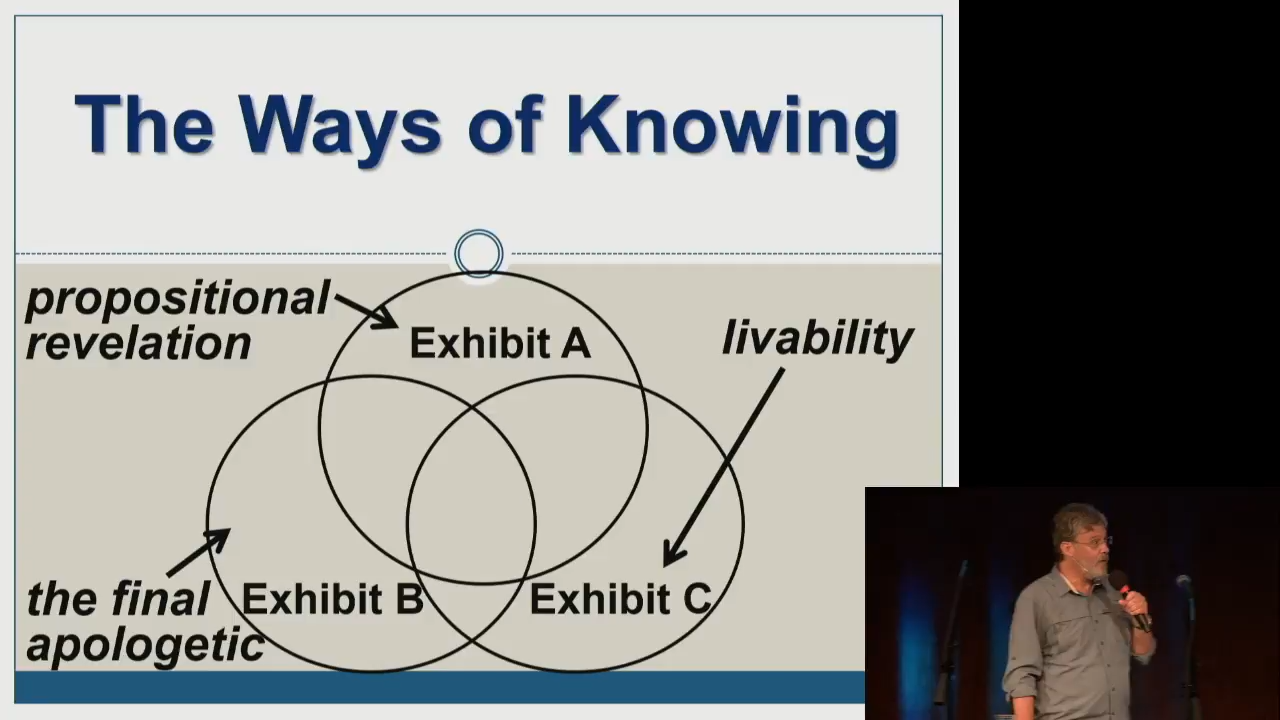 The Ways of Knowing
propositional
revelation
Exhibit A
livability
the final
apologetic
Exhibit B
Exhibit C